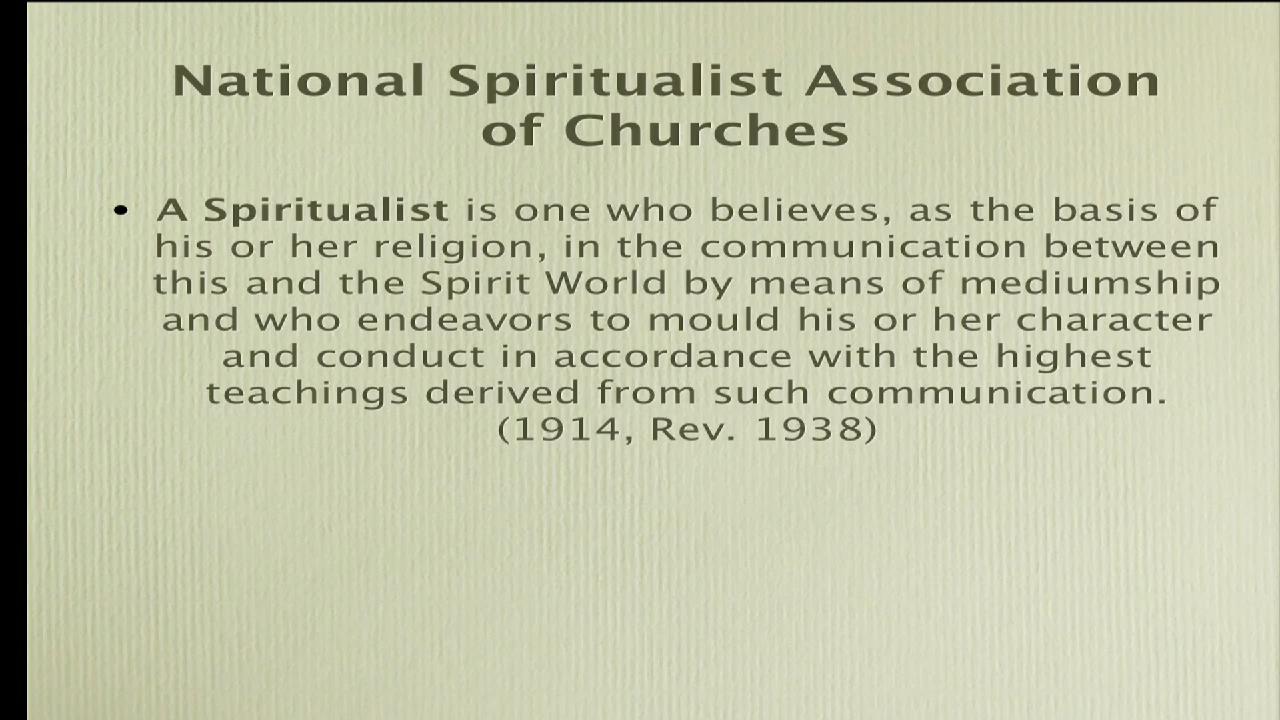 National Spiritualist Association
of Churches
• A Spiritualist is one who believes, as the basis of
his or her religion, in the communication between
this and the Spirit World by means of mediumship
and who endeavors to mould his or her character
and conduct in accordance with the highest
teachings derived from such communication.
(1914, Rev. 1938)